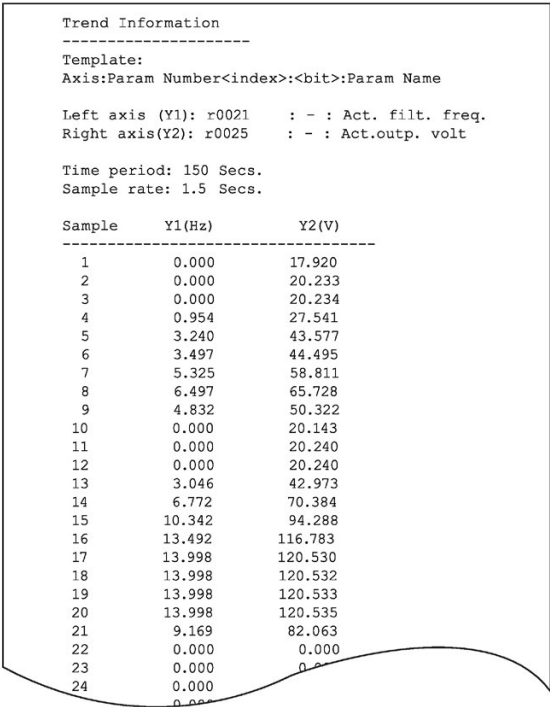 Trend Information
---------------------
Template:
Axis:Param Number<index>:<bit>:Param Name
Left axis (Y1): r0021 : - : Act. filt. freq.
Right axis(Y2): r0025 : - : Act.outp. volt
Time period: 150 Secs.
Sample rate: 1.5 Secs.
Sample Y1(Hz) Y2(V)
-----------------------------------
1 0.000 17.920
2 0.000 20.233
3 0.000 20.234
4 0.954 27.541
5 3.240 43.577
6 3.497 44.495
7 5.325 58.811
8 6.497 65.728
9 4.832 50.322
10 0.000 20.143
11 0.000 20.240
12 0.000 20.240
13 3.046 42.973
14 6.772 70.384
15 10.342 94.288
16 13.492 116.783
17 13.998 120.530
18 13.998 120.532
19 13.998 120.533
20 13.998 120.535
21 9.169 82.063
22 0.000 0.000
23 0.000
24 0.000